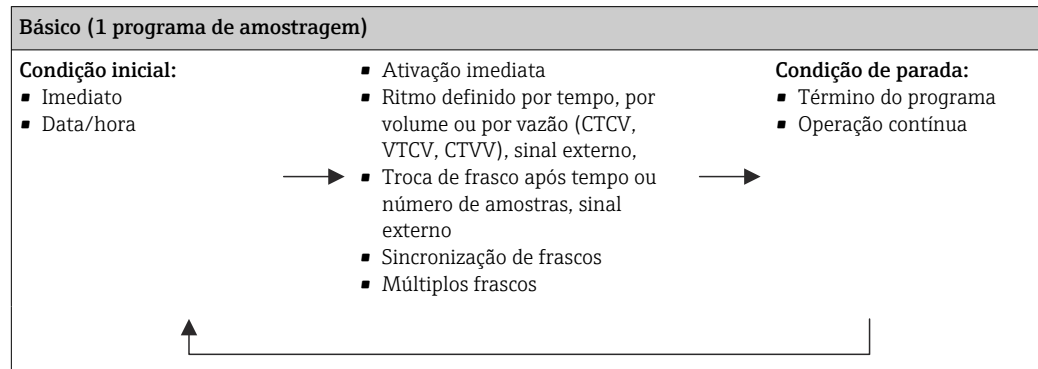 Básico (1 programa de amostragem)
Condição inicial:
▪ Imediato
▪ Data/hora
▪ Ativação imediata
▪ Ritmo definido por tempo, por
volume ou por vazão (CTCV,
VTCV, CTVV), sinal externo,
▪ Troca de frasco após tempo ou
número de amostras, sinal
externo
▪ Sincronização de frascos
▪ Múltiplos frascos
Condição de parada:
▪ Término do programa
▪ Operação contínua